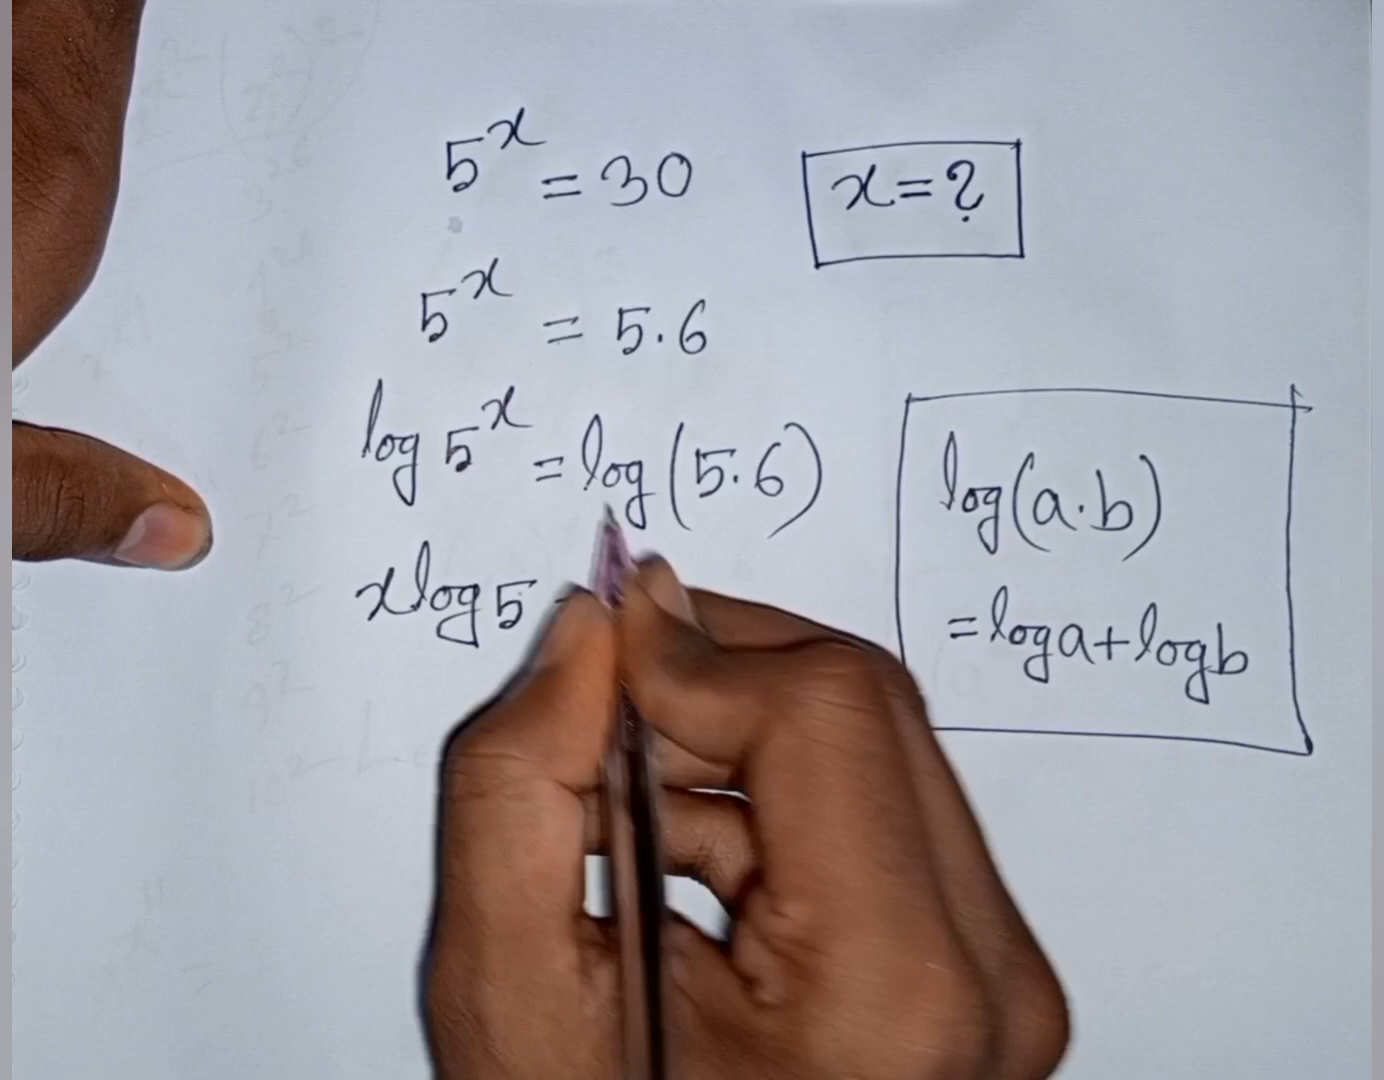 5^x = 30
x = ?
5^x = 5.6
log 5^x = log(5.6)
x log 5
log(a.b)
= log a + log b